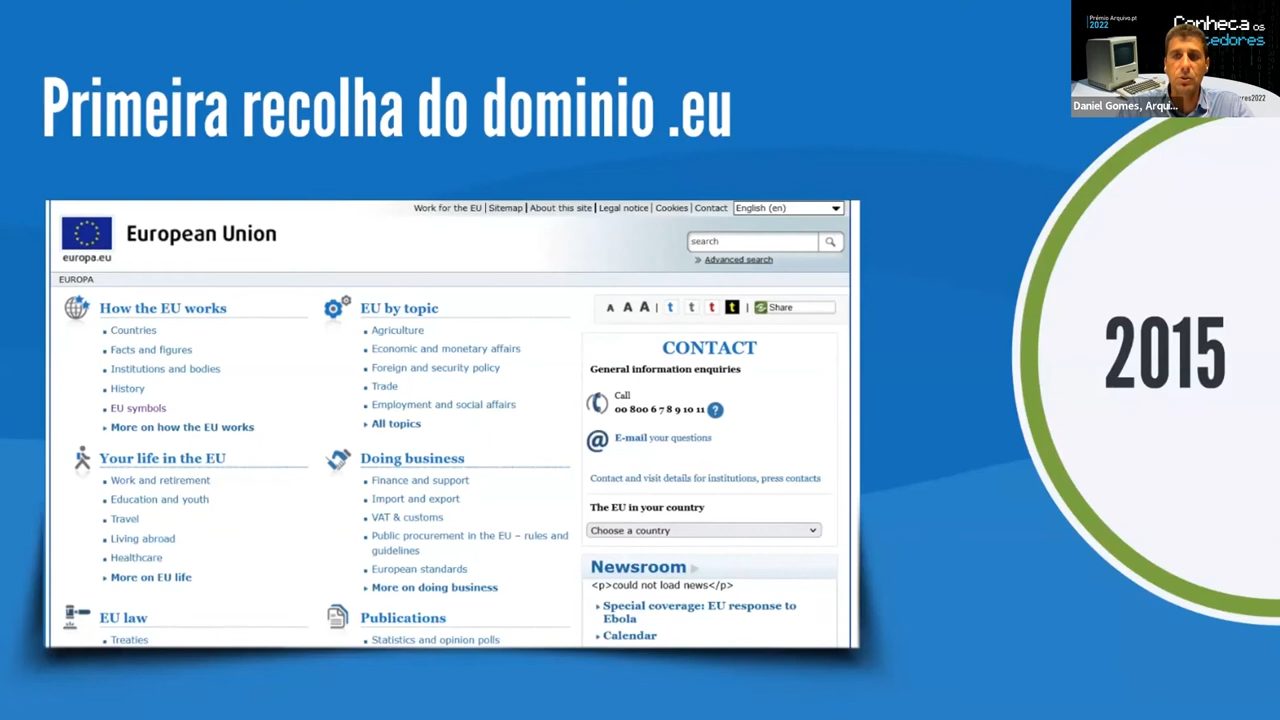 Prémio Arquivo.pt
2022
Conheça os
edores
res2022
Daniel Gomes, Arqui...
Primeira recolha do dominio .eu
2015
Work for the EU | Sitemap | About this site | Legal notice | Cookies | Contact
English (en)
European Union
europa.eu
search
Advanced search
EUROPA
How the EU works
Countries
Facts and figures
Institutions and bodies
History
EU symbols
More on how the EU works
EU by topic
Agriculture
Economic and monetary affairs
Foreign and security policy
Trade
Employment and social affairs
All topics
Your life in the EU
Work and retirement
Education and youth
Travel
Living abroad
Healthcare
More on EU life
Doing business
Finance and support
Import and export
VAT & customs
Public procurement in the EU – rules and
guidelines
European standards
More on doing business
EU law
Treaties
Publications
Statistics and opinion polls
A A A | t t t t | Share
CONTACT
General information enquiries
Call
00 800 6 7 8 9 10 11 ?
@ E-mail your questions
Contact and visit details for institutions, press contacts
The EU in your country
Choose a country
Newsroom
<p>could not load news</p>
Special coverage: EU response to
Ebola
Calendar